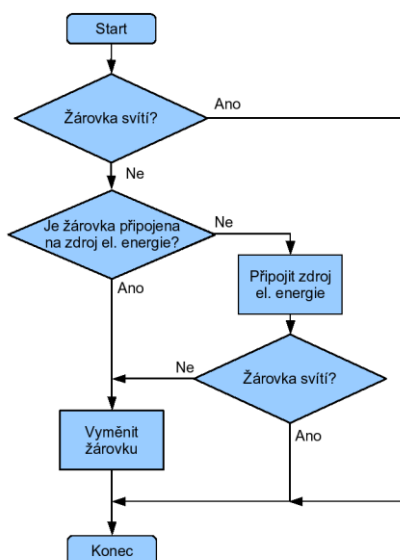 Start
Žárovka svítí?
Ano
Ne
Je žárovka připojena
na zdroj el. energie?
Ne
Ano
Připojit zdroj
el. energie
Ne
Žárovka svítí?
Ano
Vyměnit
žárovku
Konec